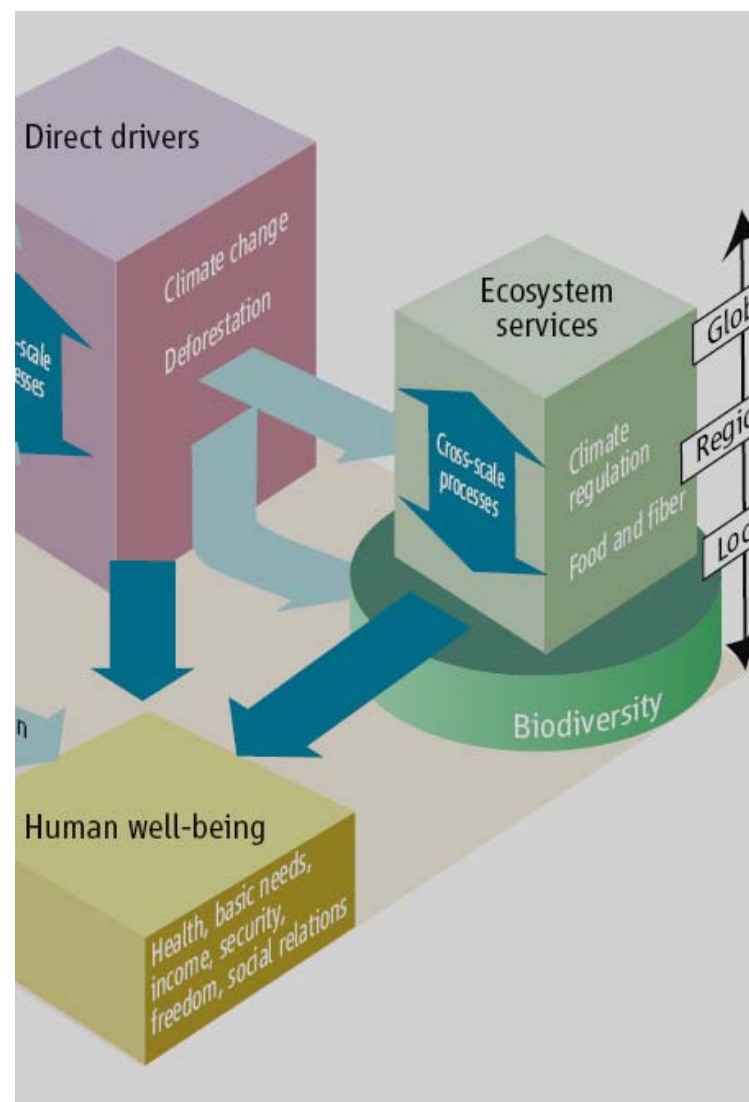 Direct drivers
Climate change
Deforestation
Ecosystem
services
Cross-scale
processes
Climate
regulation
Food and fiber
Biodiversity
Human well-being
Health, basic needs,
income, security,
freedom, social relations